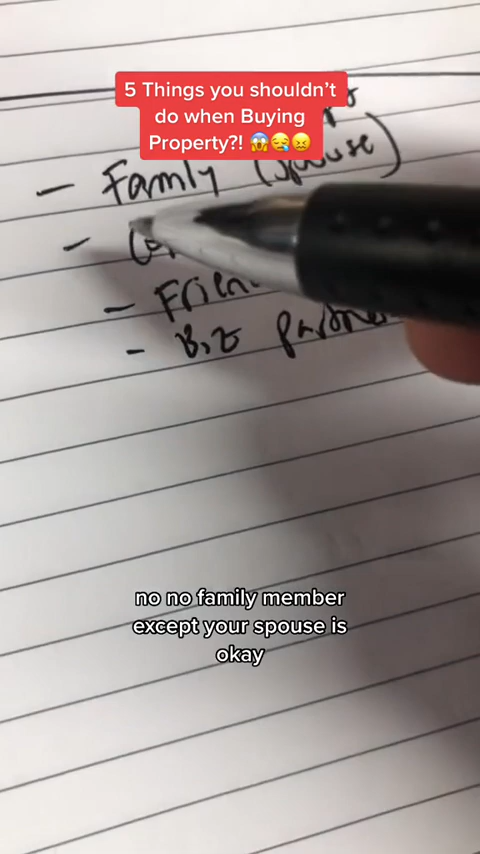 5 Things you shouldn’t
do when Buying
Property?! 😱😪😖
- Family (spouse)
-
- Frien
- Biz partner
no no family member
except your spouse is
okay